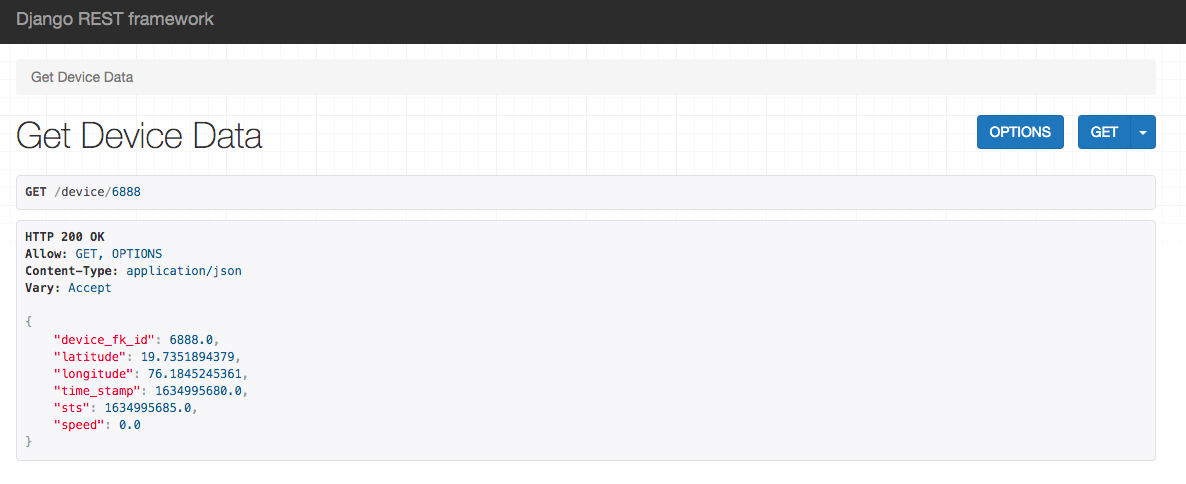 Django REST framework
Get Device Data
Get Device Data
OPTIONS
GET
GET /device/6888
HTTP 200 OK
Allow: GET, OPTIONS
Content-Type: application/json
Vary: Accept
{
"device_fk_id": 6888.0,
"latitude": 19.7351894379,
"longitude": 76.1845245361,
"time_stamp": 1634995680.0,
"sts": 1634995685.0,
"speed": 0.0
}